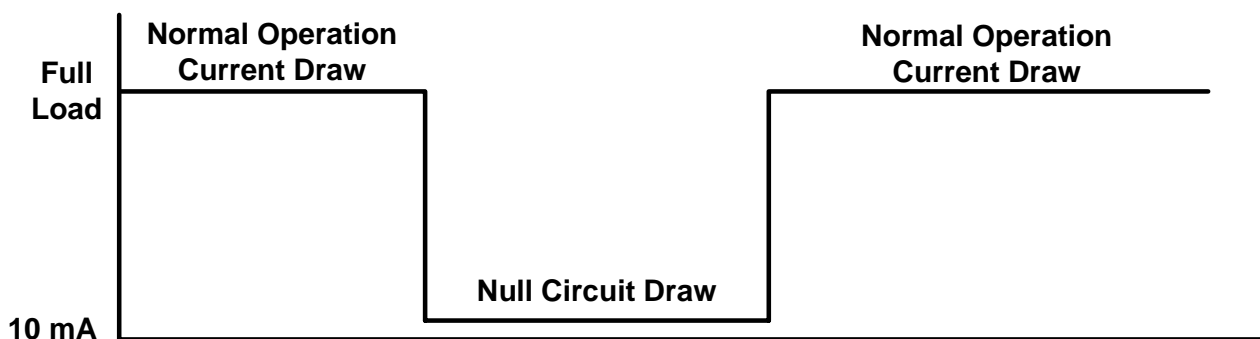 Normal Operation
Current Draw
Normal Operation
Current Draw
Full
Load
Null Circuit Draw
10 mA